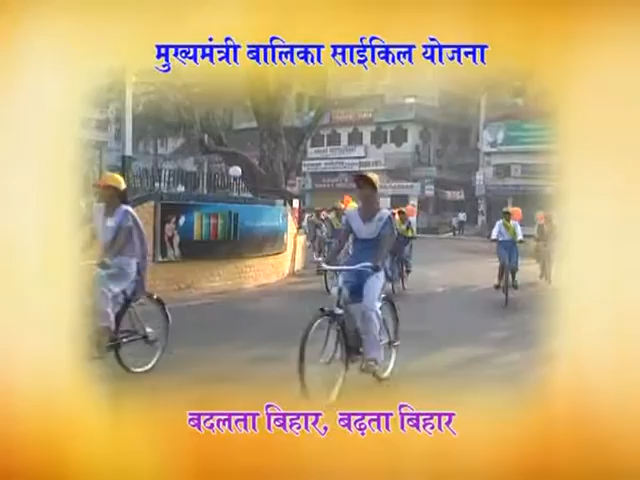 मुख्यमंत्री बालिका साईकिल योजना
बदलता बिहार, बढ़ता बिहार